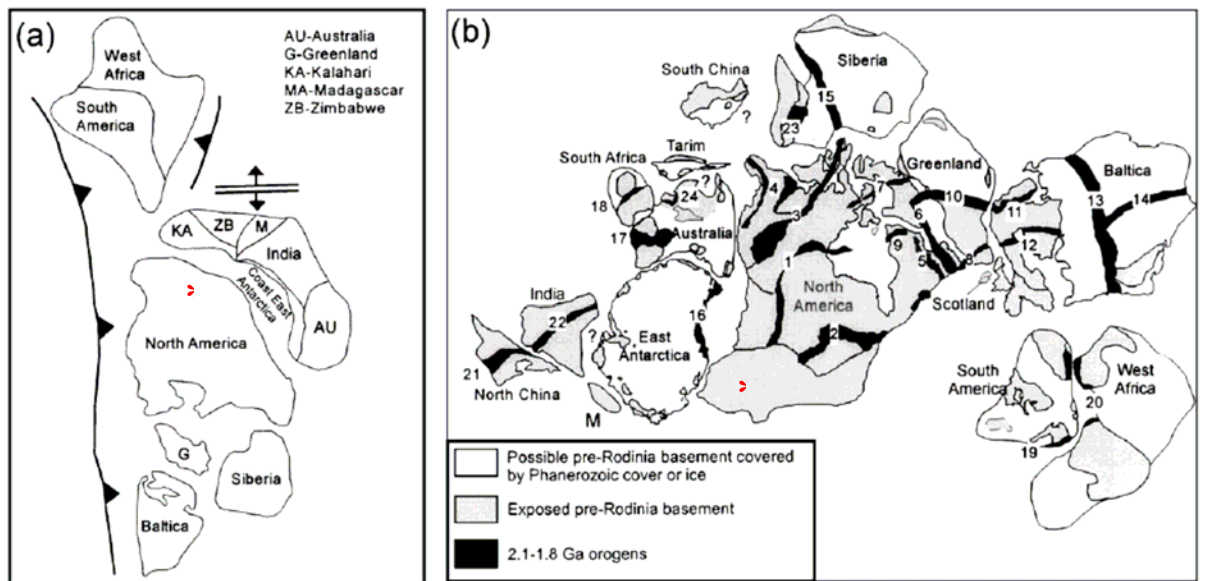 (a)
West
Africa
South
America
AU-Australia
G-Greenland
KA-Kalahari
MA-Madagascar
ZB-Zimbabwe
KA
ZB
M
India
Coast East
Antarctica
AU
North America
G
Siberia
Baltica
(b)
South China
?
Siberia
15
23
Tarim
South Africa
?
24
18
17
Australia
4
3
7
Greenland
10
6
11
Baltica
13
14
12
1
9
5
8
North
America
Scotland
India
22
?
16
East
Antarctica
2
21
North China
M
South
America
West
Africa
20
19
Possible pre-Rodinia basement covered
by Phanerozoic cover or ice
Exposed pre-Rodinia basement
2.1-1.8 Ga orogens